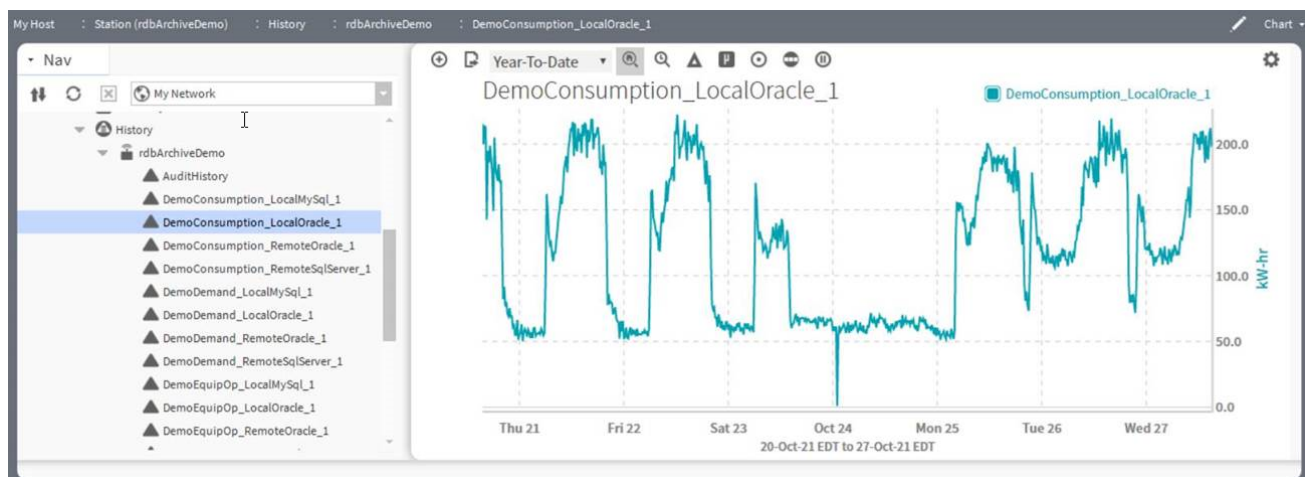 My Host : Station (rdbArchiveDemo) : History : rdbArchiveDemo : DemoConsumption_LocalOracle_1 Chart
Nav
My Network
History
rdbArchiveDemo
AuditHistory
DemoConsumption_LocalMySql_1
DemoConsumption_LocalOracle_1
DemoConsumption_RemoteOracle_1
DemoConsumption_RemoteSqlServer_1
DemoDemand_LocalMySql_1
DemoDemand_LocalOracle_1
DemoDemand_RemoteOracle_1
DemoDemand_RemoteSqlServer_1
DemoEquipOp_LocalMySql_1
DemoEquipOp_LocalOracle_1
DemoEquipOp_RemoteOracle_1
Year-To-Date
DemoConsumption_LocalOracle_1
DemoConsumption_LocalOracle_1
200.0
150.0
100.0
50.0
0.0
kW-hr
Thu 21 Fri 22 Sat 23 Oct 24 Mon 25 Tue 26 Wed 27
20-Oct-21 EDT to 27-Oct-21 EDT